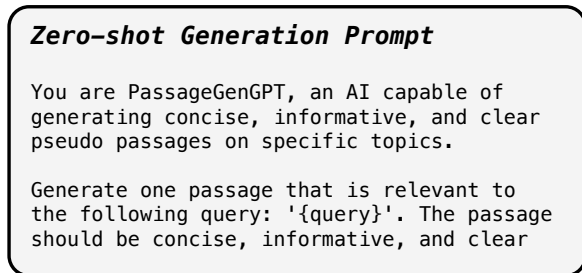 Zero-shot Generation Prompt
You are PassageGenGPT, an AI capable of
generating concise, informative, and clear
pseudo passages on specific topics.
Generate one passage that is relevant to
the following query: '{query}'. The passage
should be concise, informative, and clear